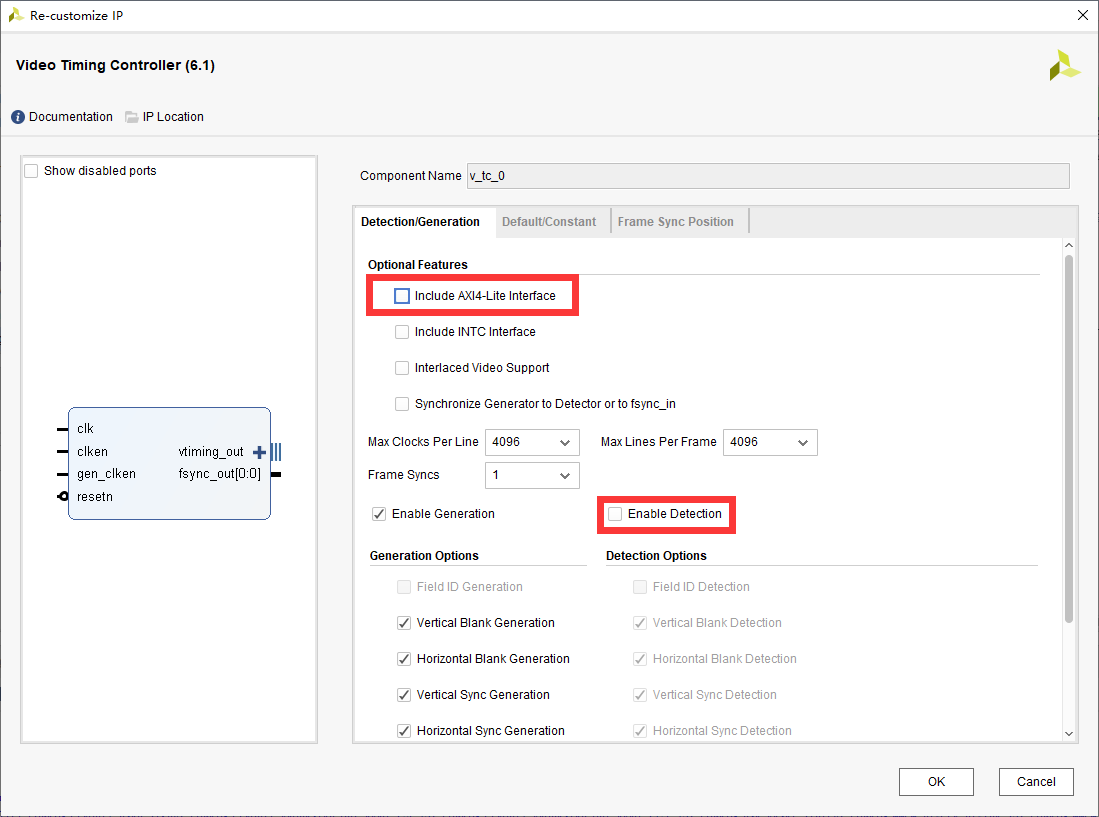 Re-customize IP
Video Timing Controller (6.1)
Documentation IP Location
Show disabled ports
clk
clken
gen_clken
resetn
vtiming_out
fsync_out[0:0]
Component Name v_tc_0
Detection/Generation Default/Constant Frame Sync Position
Optional Features
Include AXI4-Lite Interface
Include INTC Interface
Interlaced Video Support
Synchronize Generator to Detector or to fsync_in
Max Clocks Per Line 4096 Max Lines Per Frame 4096
Frame Syncs 1
Enable Generation Enable Detection
Generation Options Detection Options
Field ID Generation Field ID Detection
Vertical Blank Generation Vertical Blank Detection
Horizontal Blank Generation Horizontal Blank Detection
Vertical Sync Generation Vertical Sync Detection
Horizontal Sync Generation Horizontal Sync Detection
OK Cancel